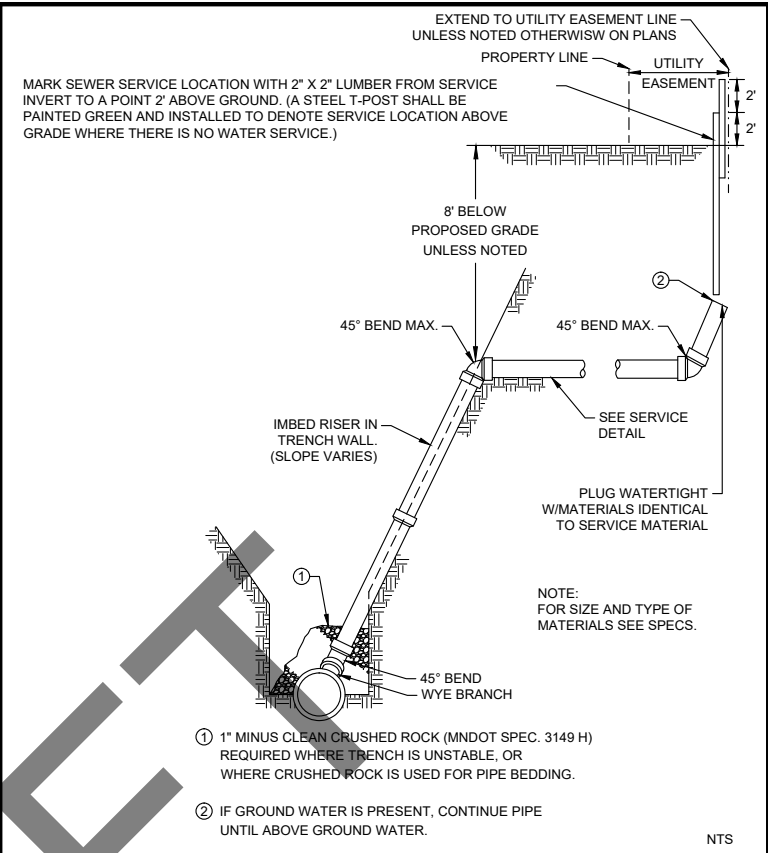 EXTEND TO UTILITY EASEMENT LINE
UNLESS NOTED OTHERWISW ON PLANS
PROPERTY LINE
UTILITY
EASEMENT
2'
2'
MARK SEWER SERVICE LOCATION WITH 2" X 2" LUMBER FROM SERVICE
INVERT TO A POINT 2' ABOVE GROUND. (A STEEL T-POST SHALL BE
PAINTED GREEN AND INSTALLED TO DENOTE SERVICE LOCATION ABOVE
GRADE WHERE THERE IS NO WATER SERVICE.)
8' BELOW
PROPOSED GRADE
UNLESS NOTED
2
45° BEND MAX.
45° BEND MAX.
IMBED RISER IN
TRENCH WALL.
(SLOPE VARIES)
SEE SERVICE
DETAIL
PLUG WATERTIGHT
W/MATERIALS IDENTICAL
TO SERVICE MATERIAL
1
NOTE:
FOR SIZE AND TYPE OF
MATERIALS SEE SPECS.
45° BEND
WYE BRANCH
1 1" MINUS CLEAN CRUSHED ROCK (MNDOT SPEC. 3149 H)
REQUIRED WHERE TRENCH IS UNSTABLE, OR
WHERE CRUSHED ROCK IS USED FOR PIPE BEDDING.
2 IF GROUND WATER IS PRESENT, CONTINUE PIPE
UNTIL ABOVE GROUND WATER.
NTS